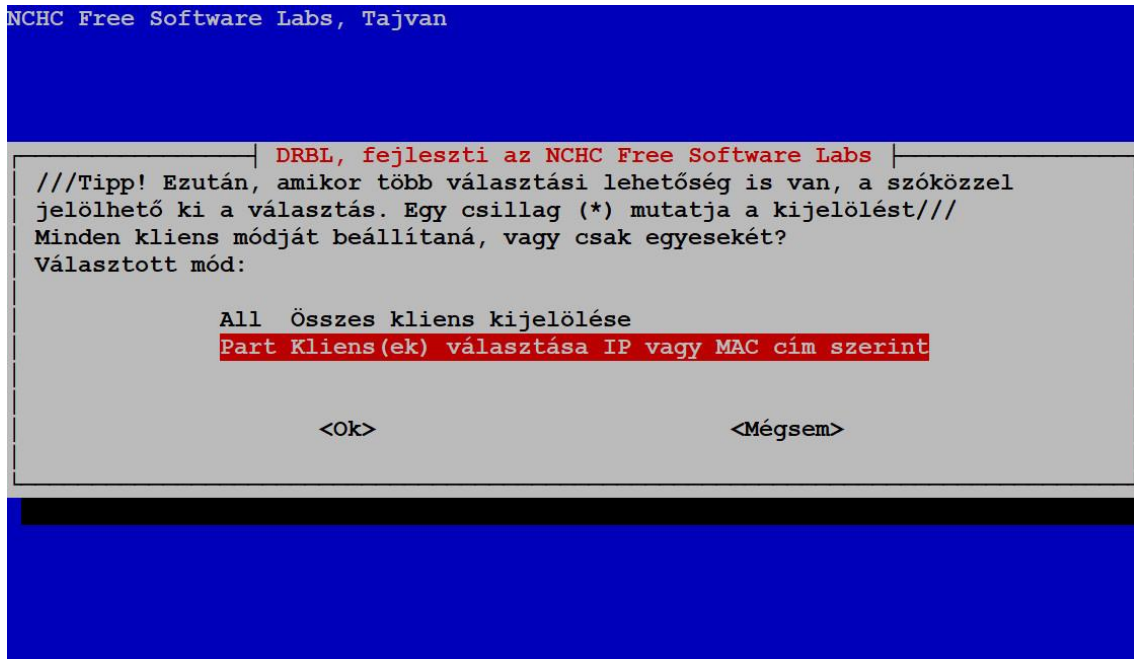 NCHC Free Software Labs, Tajvan
DRBL, fejleszti az NCHC Free Software Labs
///Tipp! Ezután, amikor több választási lehetőség is van, a szóközzel
jelölhető ki a választás. Egy csillag (*) mutatja a kijelölést///
Minden kliens módját beállítaná, vagy csak egyesekét?
Választott mód:
All Összes kliens kijelölése
Part Kliens(ek) választása IP vagy MAC cím szerint
<Ok> <Mégsem>